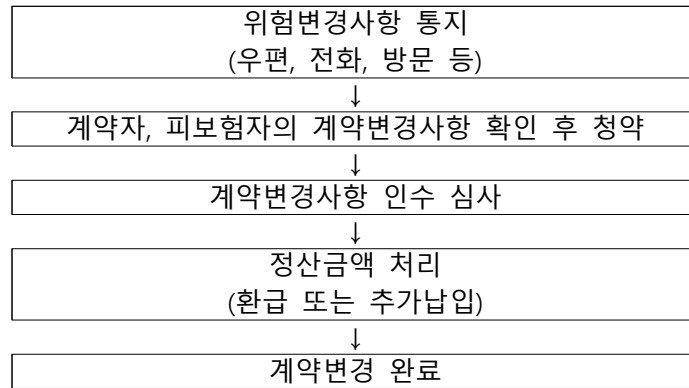 위험변경사항 통지
(우편, 전화, 방문 등)
↓
계약자, 피보험자의 계약변경사항 확인 후 청약
↓
계약변경사항 인수 심사
↓
정산금액 처리
(환급 또는 추가납입)
↓
계약변경 완료